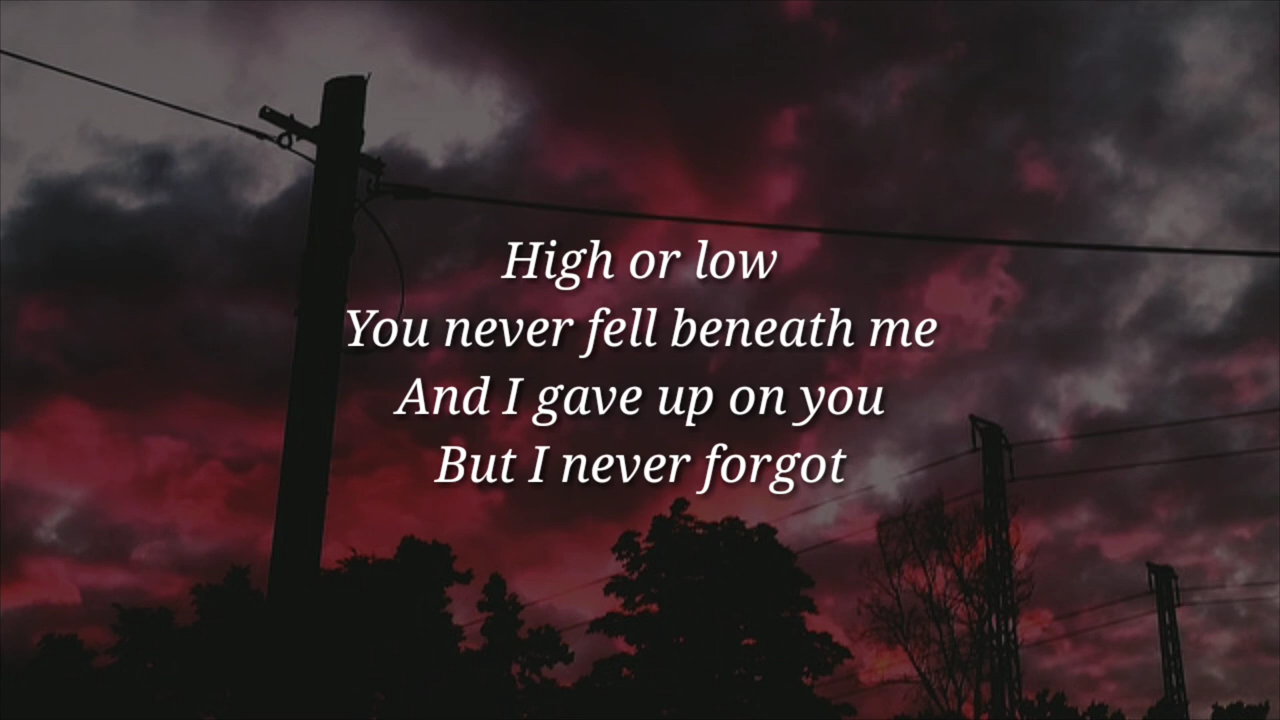 High or low
You never fell beneath me
And I gave up on you
But I never forgot